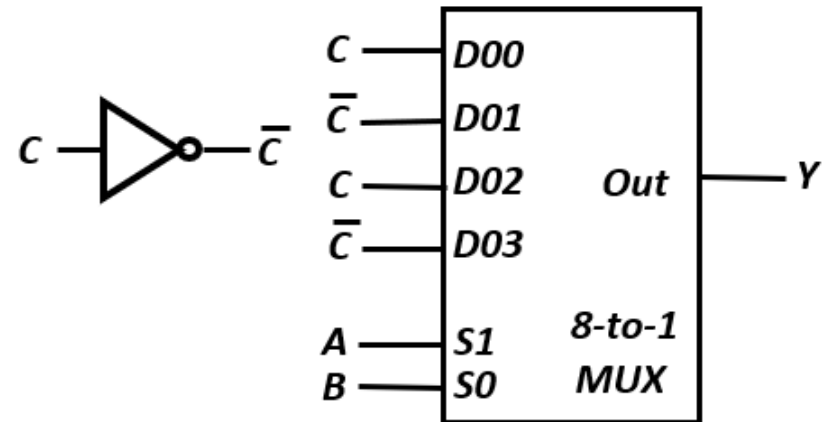 C
C̅
C
D00
C̅
D01
C
D02
C̅
D03
Out
Y
A
S1
B
S0
8-to-1
MUX